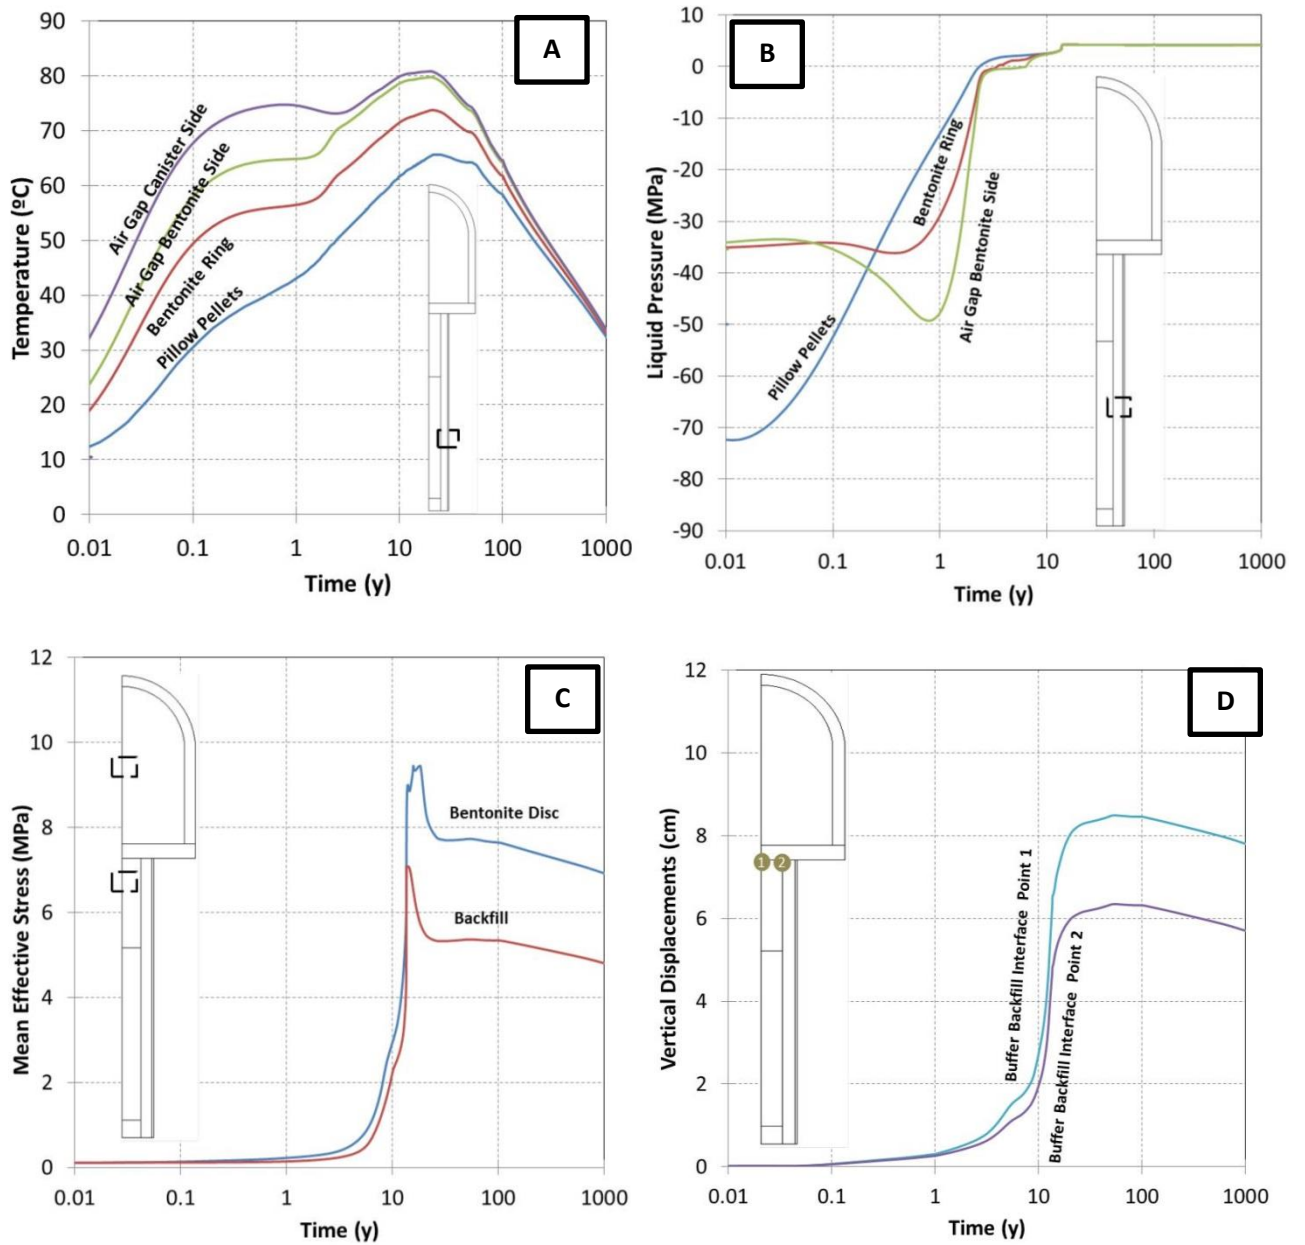 A
Temperature (ºC)
90
80
70
60
50
40
30
20
10
0
Air Gap Canister Side
Air Gap Bentonite Side
Bentonite Ring
Pillow Pellets
0.01 0.1 1 10 100 1000
Time (y)
B
Liquid Pressure (MPa)
10
0
-10
-20
-30
-40
-50
-60
-70
-80
-90
Pillow Pellets
Bentonite Ring
Air Gap Bentonite Side
0.01 0.1 1 10 100 1000
Time (y)
C
Mean Effective Stress (MPa)
12
10
8
6
4
2
0
Bentonite Disc
Backfill
0.01 0.1 1 10 100 1000
Time (y)
D
Vertical Displacements (cm)
12
10
8
6
4
2
0
1 2
Buffer Backfill Interface Point 1
Buffer Backfill Interface Point 2
0.01 0.1 1 10 100 1000
Time (y)